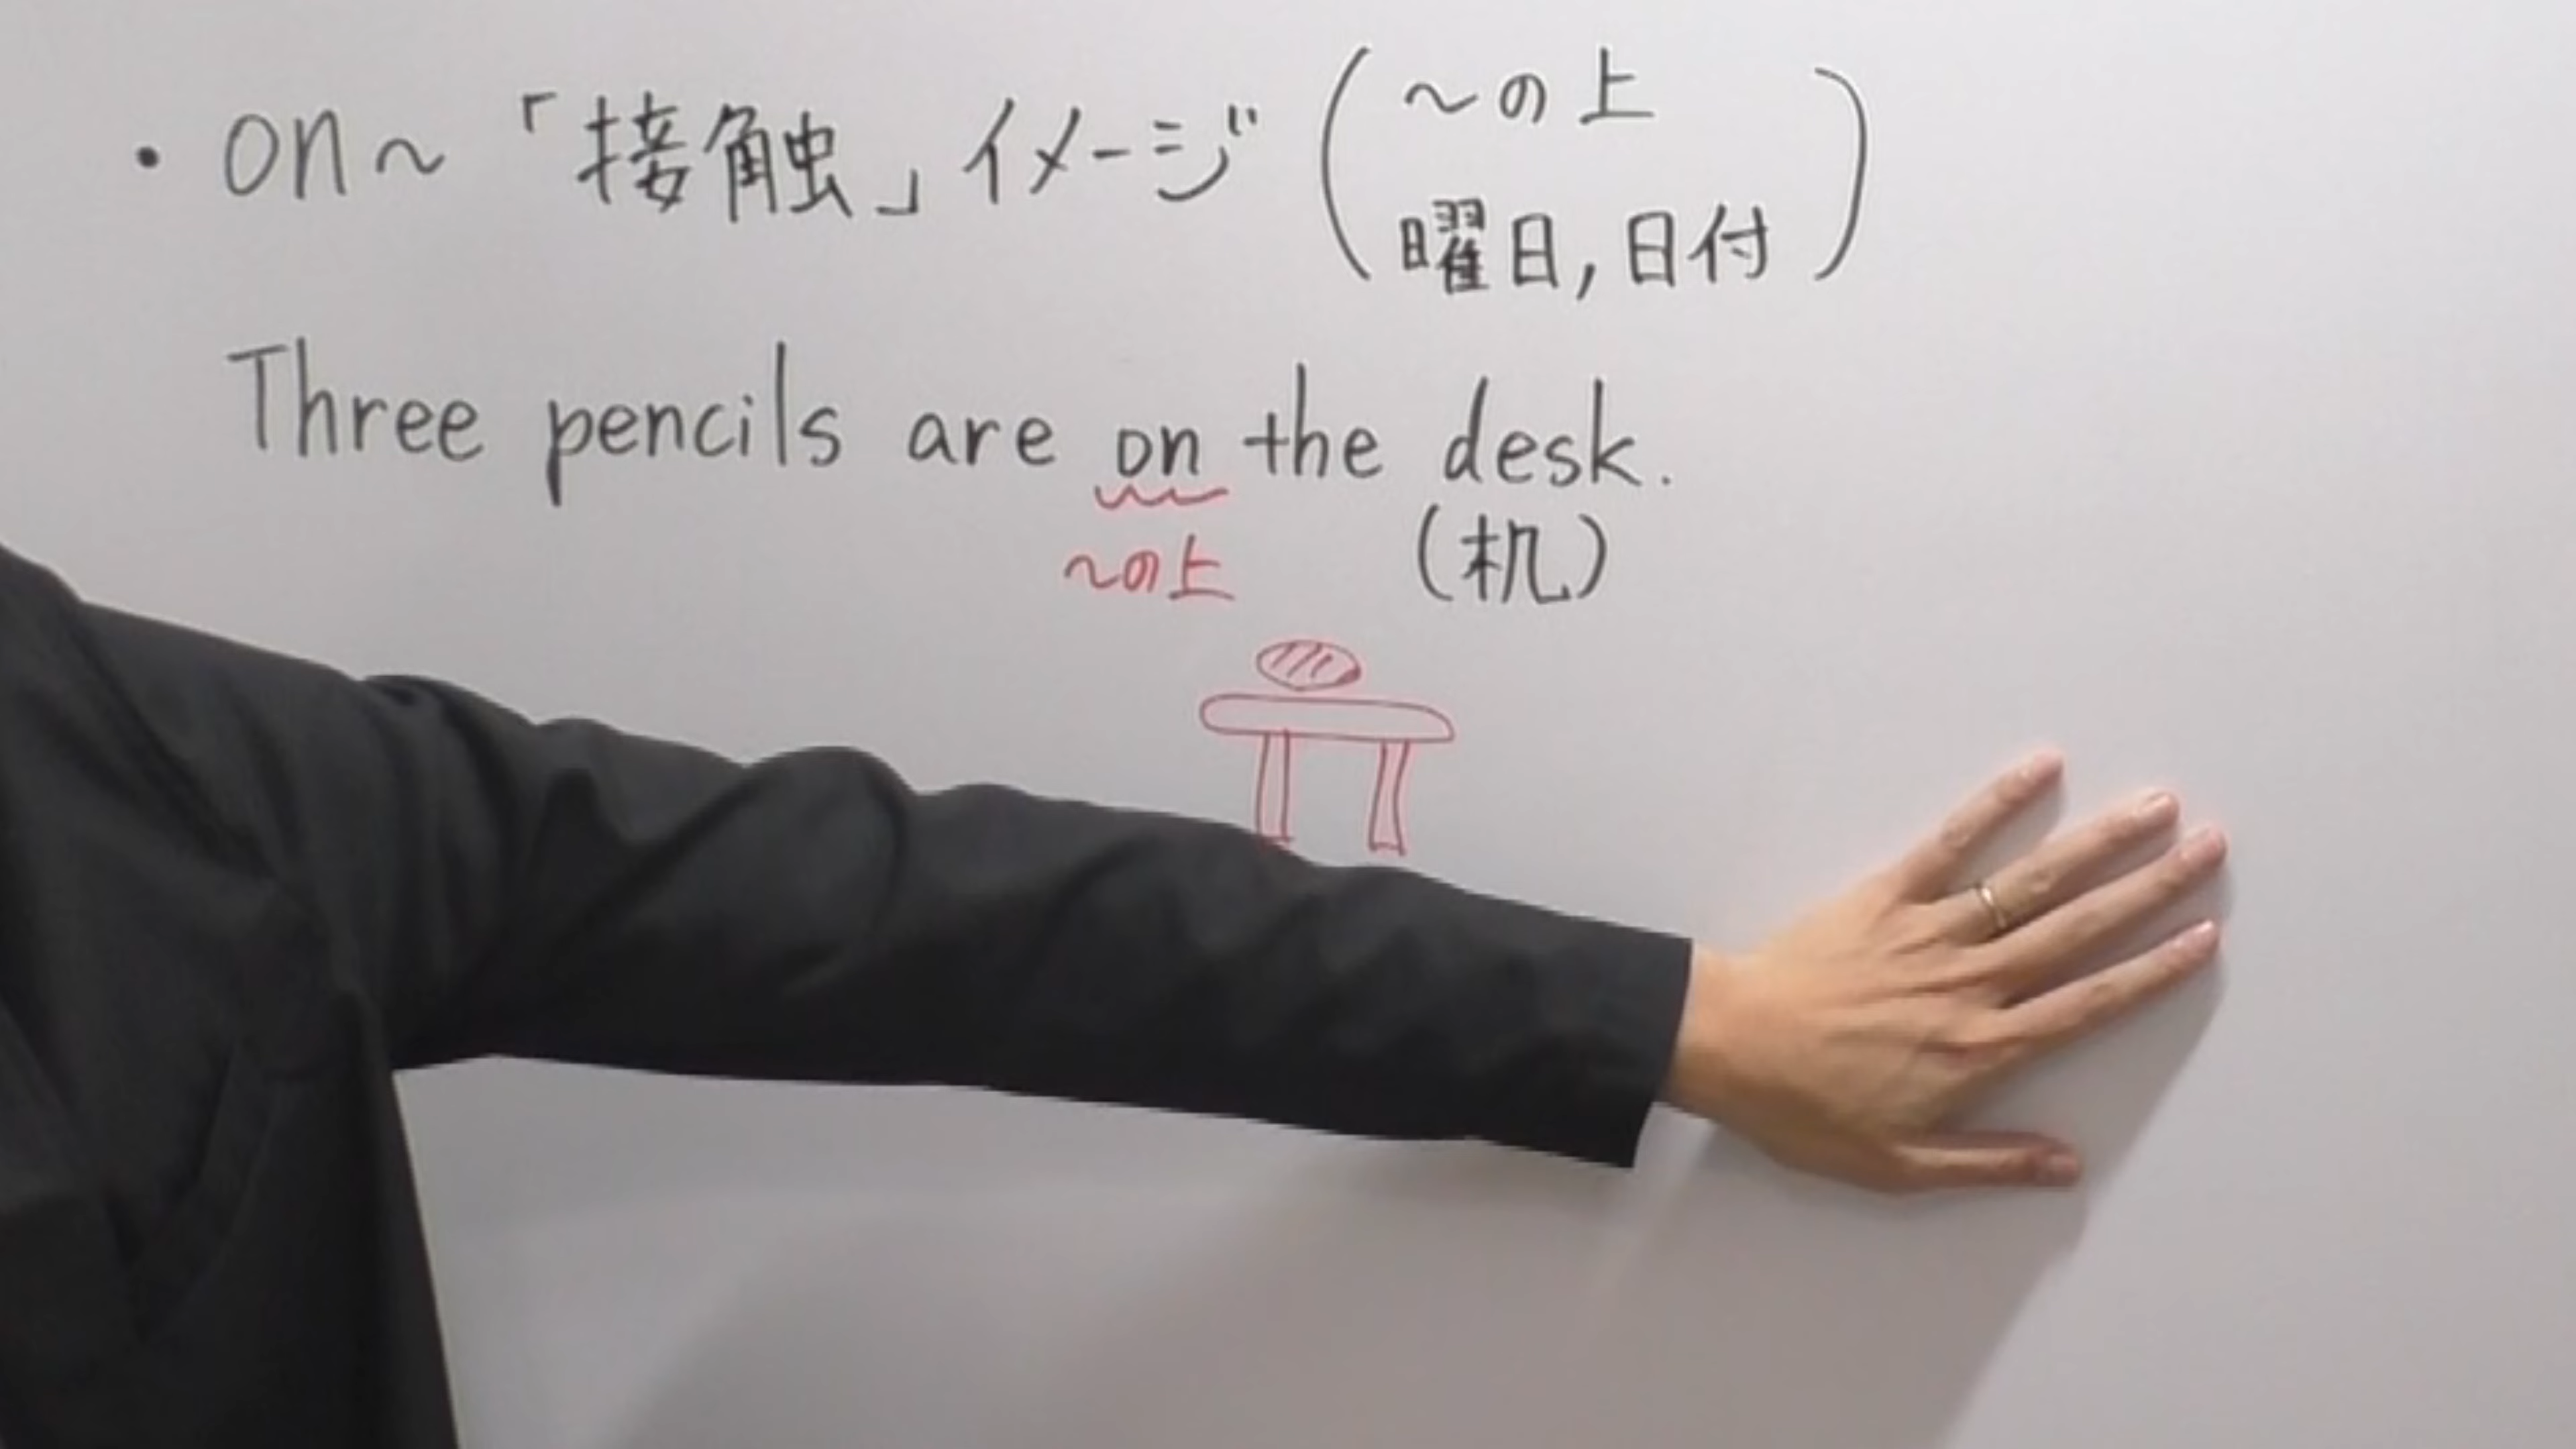 ・on～「接触」イメージ(～の上
曜日,日付)
Three pencils are on the desk.
～の上 (机)